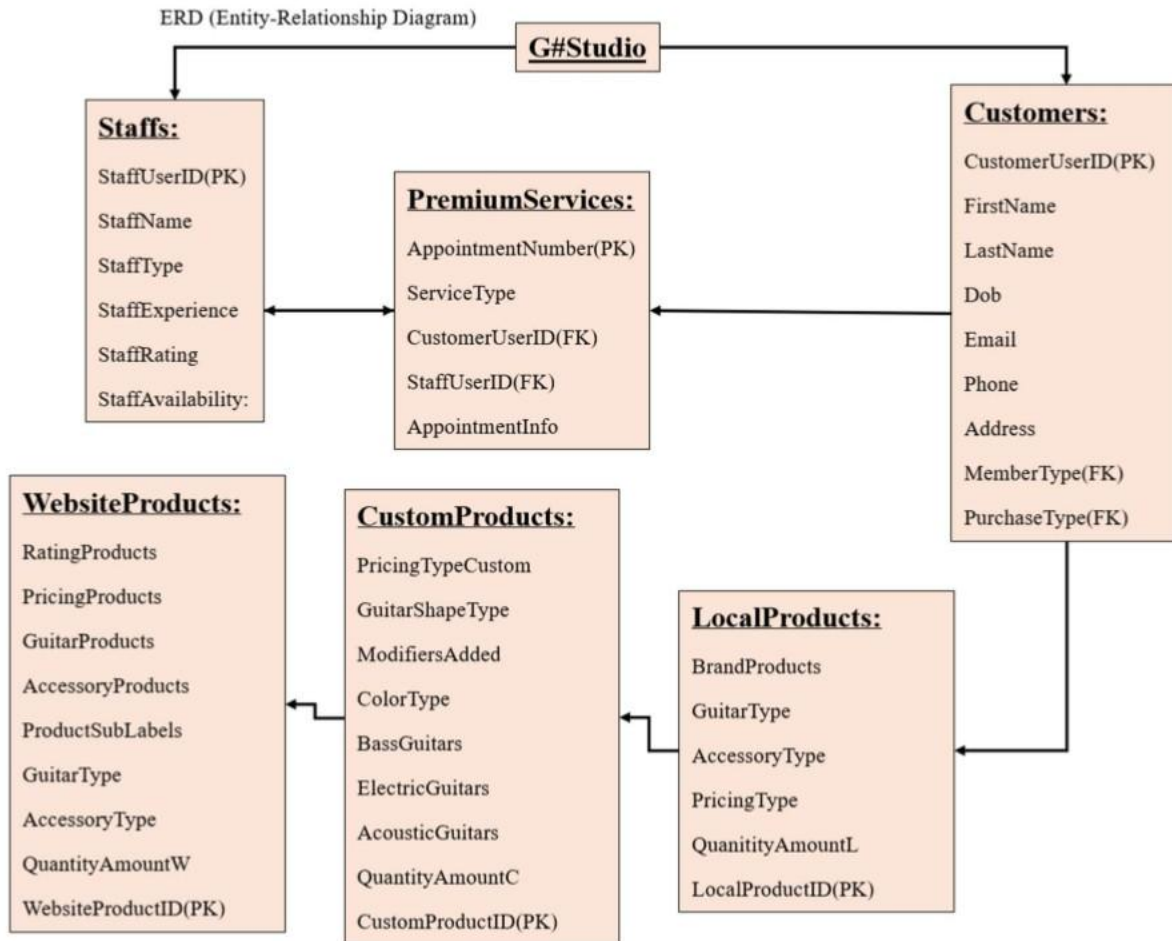 ERD (Entity-Relationship Diagram)
G#Studio
Staffs:
StaffUserID(PK)
StaffName
StaffType
StaffExperience
StaffRating
StaffAvailability:
PremiumServices:
AppointmentNumber(PK)
ServiceType
CustomerUserID(FK)
StaffUserID(FK)
AppointmentInfo
Customers:
CustomerUserID(PK)
FirstName
LastName
Dob
Email
Phone
Address
MemberType(FK)
PurchaseType(FK)
WebsiteProducts:
RatingProducts
PricingProducts
GuitarProducts
AccessoryProducts
ProductSubLabels
GuitarType
AccessoryType
QuantityAmountW
WebsiteProductID(PK)
CustomProducts:
PricingTypeCustom
GuitarShapeType
ModifiersAdded
ColorType
BassGuitars
ElectricGuitars
AcousticGuitars
QuantityAmountC
CustomProductID(PK)
LocalProducts:
BrandProducts
GuitarType
AccessoryType
PricingType
QuanitityAmountL
LocalProductID(PK)